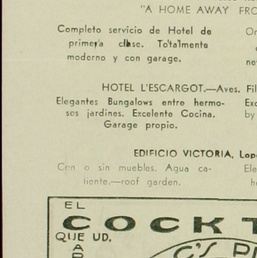 "A HOME AWAY FRO
Completo servicio de Hotel de
primera clase. Totalmente
moderno y con garage.
HOTEL L'ESCARGOT.—Aves. Fil
Elegantes Bungalows entre hermo-
sos jardines. Excelente Cocina.
Garage propio.
Exc
by
EDIFICIO VICTORIA, Lop
Con o sin muebles. Agua ca-
liente.—roof garden.
Ele
EL
COCKT
QUE UD.
C'S P